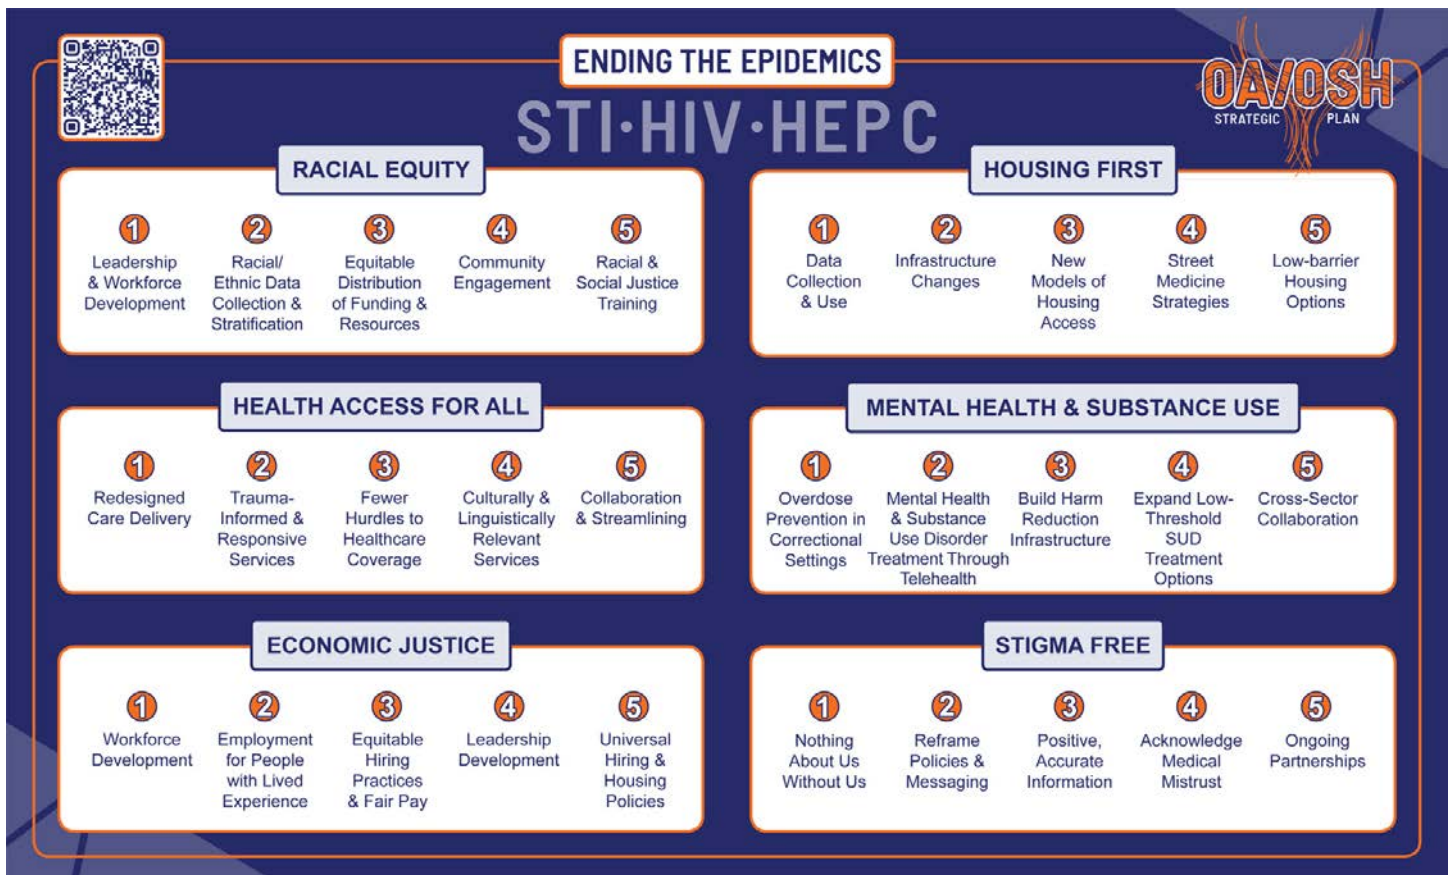 ENDING THE EPIDEMICS
STI·HIV·HEP C
OA/OSH
STRATEGIC PLAN
RACIAL EQUITY
1
Leadership
& Workforce
Development
2
Racial/
Ethnic Data
Collection &
Stratification
3
Equitable
Distribution
of Funding &
Resources
4
Community
Engagement
5
Racial &
Social Justice
Training
HOUSING FIRST
1
Data
Collection
& Use
2
Infrastructure
Changes
3
New
Models of
Housing
Access
4
Street
Medicine
Strategies
5
Low-barrier
Housing
Options
HEALTH ACCESS FOR ALL
1
Redesigned
Care Delivery
2
Trauma-
Informed &
Responsive
Services
3
Fewer
Hurdles to
Healthcare
Coverage
4
Culturally &
Linguistically
Relevant
Services
5
Collaboration
& Streamlining
MENTAL HEALTH & SUBSTANCE USE
1
Overdose
Prevention in
Correctional
Settings
2
Mental Health
& Substance
Use Disorder
Treatment Through
Telehealth
3
Build Harm
Reduction
Infrastructure
4
Expand Low-
Threshold
SUD
Treatment
Options
5
Cross-Sector
Collaboration
ECONOMIC JUSTICE
1
Workforce
Development
2
Employment
for People
with Lived
Experience
3
Equitable
Hiring
Practices
& Fair Pay
4
Leadership
Development
5
Universal
Hiring &
Housing
Policies
STIGMA FREE
1
Nothing
About Us
Without Us
2
Reframe
Policies &
Messaging
3
Positive,
Accurate
Information
4
Acknowledge
Medical
Mistrust
5
Ongoing
Partnerships